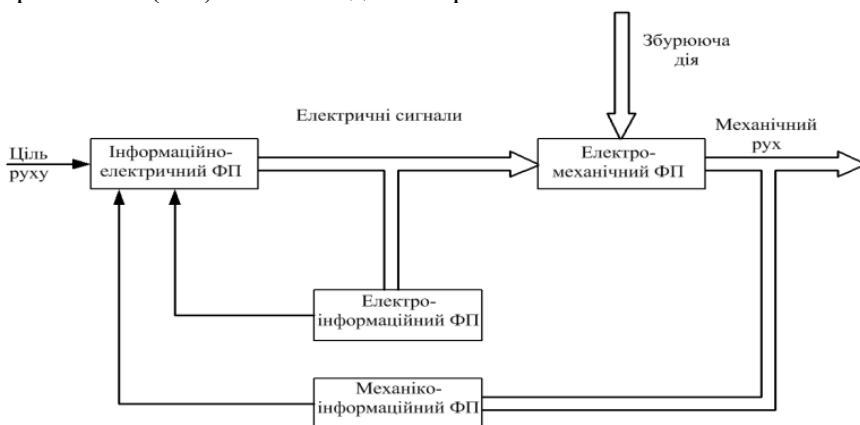 Збурююча
дія
Електричні сигнали
Механічний
рух
Ціль
руху
Інформаційно-
електричний ФП
Електро-
механічний ФП
Електро-
інформаційний ФП
Механіко-
інформаційний ФП